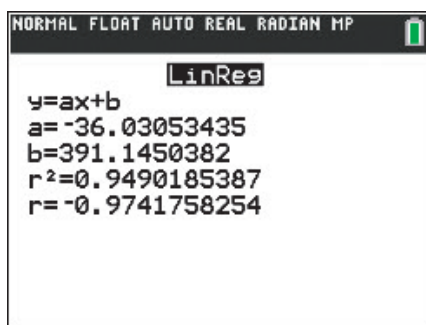 NORMAL FLOAT AUTO REAL RADIAN MP
LinReg
y=ax+b
a=-36.03053435
b=391.1450382
r²=0.9490185387
r=-0.9741758254